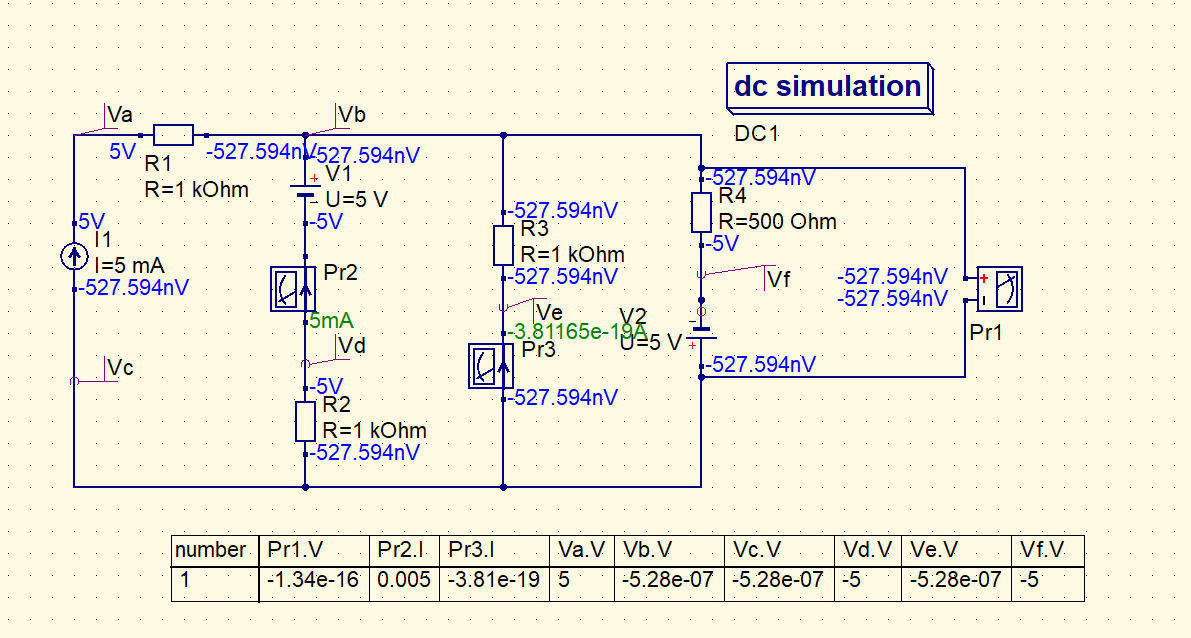 dc simulation
DC1
Va
Vb
5V
R1
R=1 kOhm
-527.594nV
-527.594nV
V1
U=5 V
-5V
5V
I1
I=5 mA
-527.594nV
Vc
Pr2
5mA
Vd
-5V
R2
R=1 kOhm
-527.594nV
-527.594nV
R3
R=1 kOhm
-527.594nV
Ve
-3.81165e-19A
Pr3
-527.594nV
-527.594nV
R4
R=500 Ohm
-5V
Vf
V2
U=5 V
-527.594nV
-527.594nV
-527.594nV
Pr1
number Pr1.V Pr2.I Pr3.I Va.V Vb.V Vc.V Vd.V Ve.V Vf.V
1 -1.34e-16 0.005 -3.81e-19 5 -5.28e-07 -5.28e-07 -5 -5.28e-07 -5